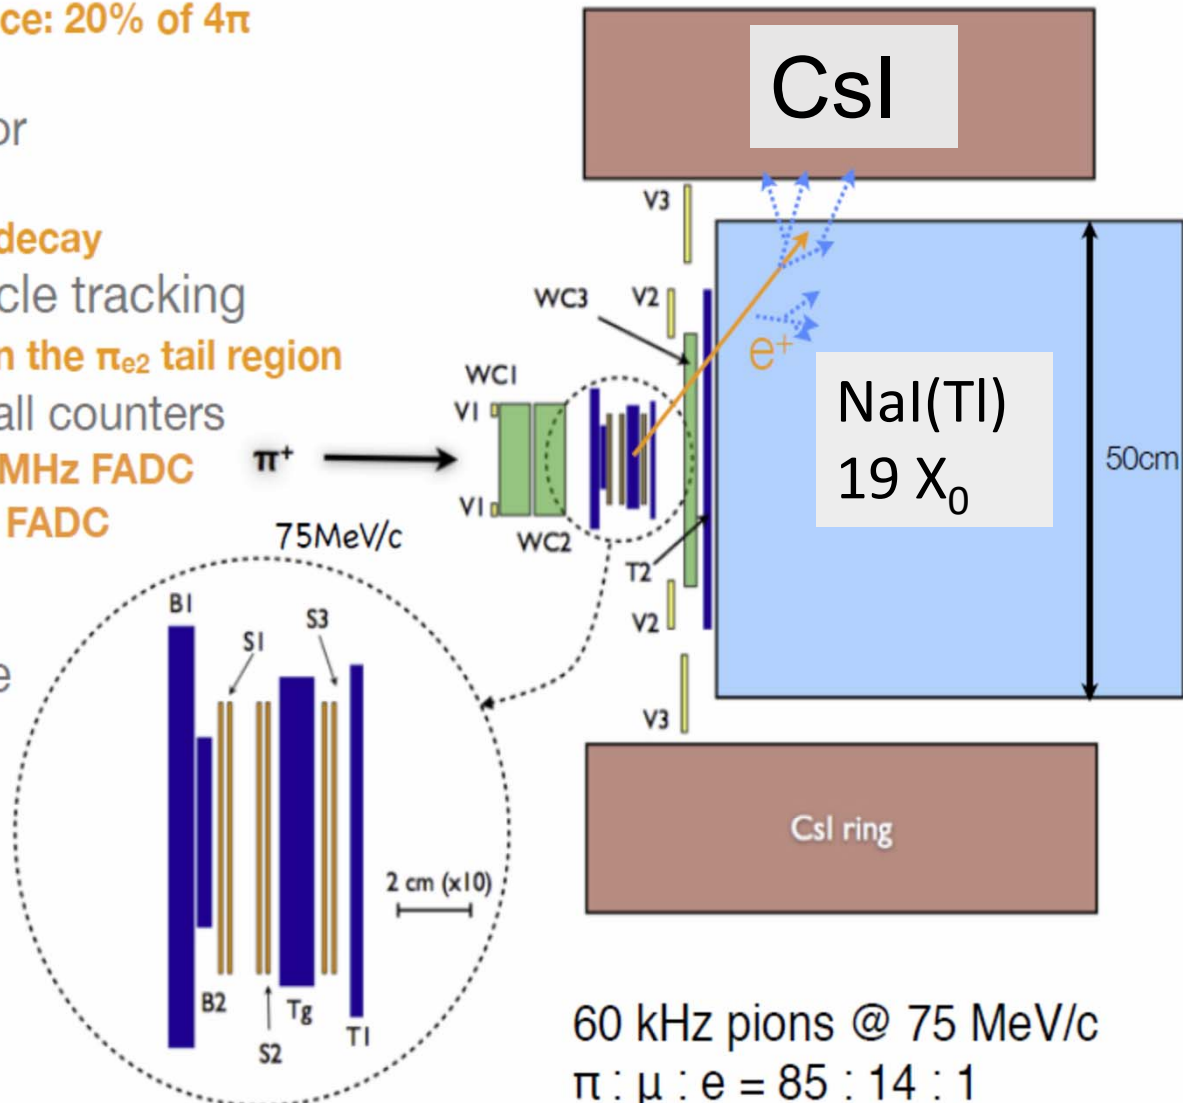 ce: 20% of 4π
or
decay
cle tracking
n the πe2 tail region
all counters
MHz FADC
FADC
e
CsI
V3
WC3
V2
e+
WC1
V1
NaI(Tl)
19 X0
50cm
π+
V1
75MeV/c
WC2
T2
V2
B1
S1
S3
V3
2 cm (x10)
CsI ring
B2
Tg
T1
S2
60 kHz pions @ 75 MeV/c
π : μ : e = 85 : 14 : 1